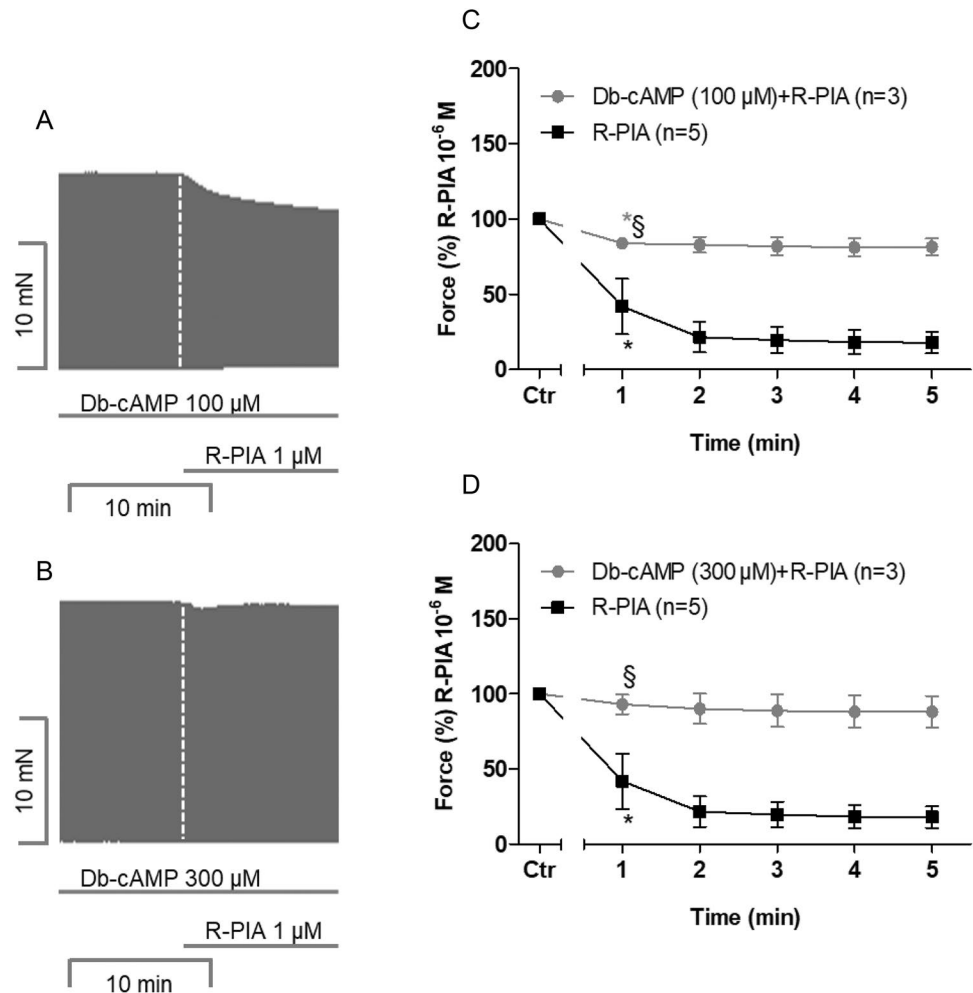 A
10 mN
Db-cAMP 100 µM
R-PIA 1 µM
10 min
B
10 mN
Db-cAMP 300 µM
R-PIA 1 µM
10 min
C
Force (%) R-PIA 10⁻⁶ M
200
150
100
50
0
Db-cAMP (100 µM)+R-PIA (n=3)
R-PIA (n=5)
*§
*
Ctr 1 2 3 4 5
Time (min)
D
Force (%) R-PIA 10⁻⁶ M
200
150
100
50
0
Db-cAMP (300 µM)+R-PIA (n=3)
R-PIA (n=5)
§
*
Ctr 1 2 3 4 5
Time (min)